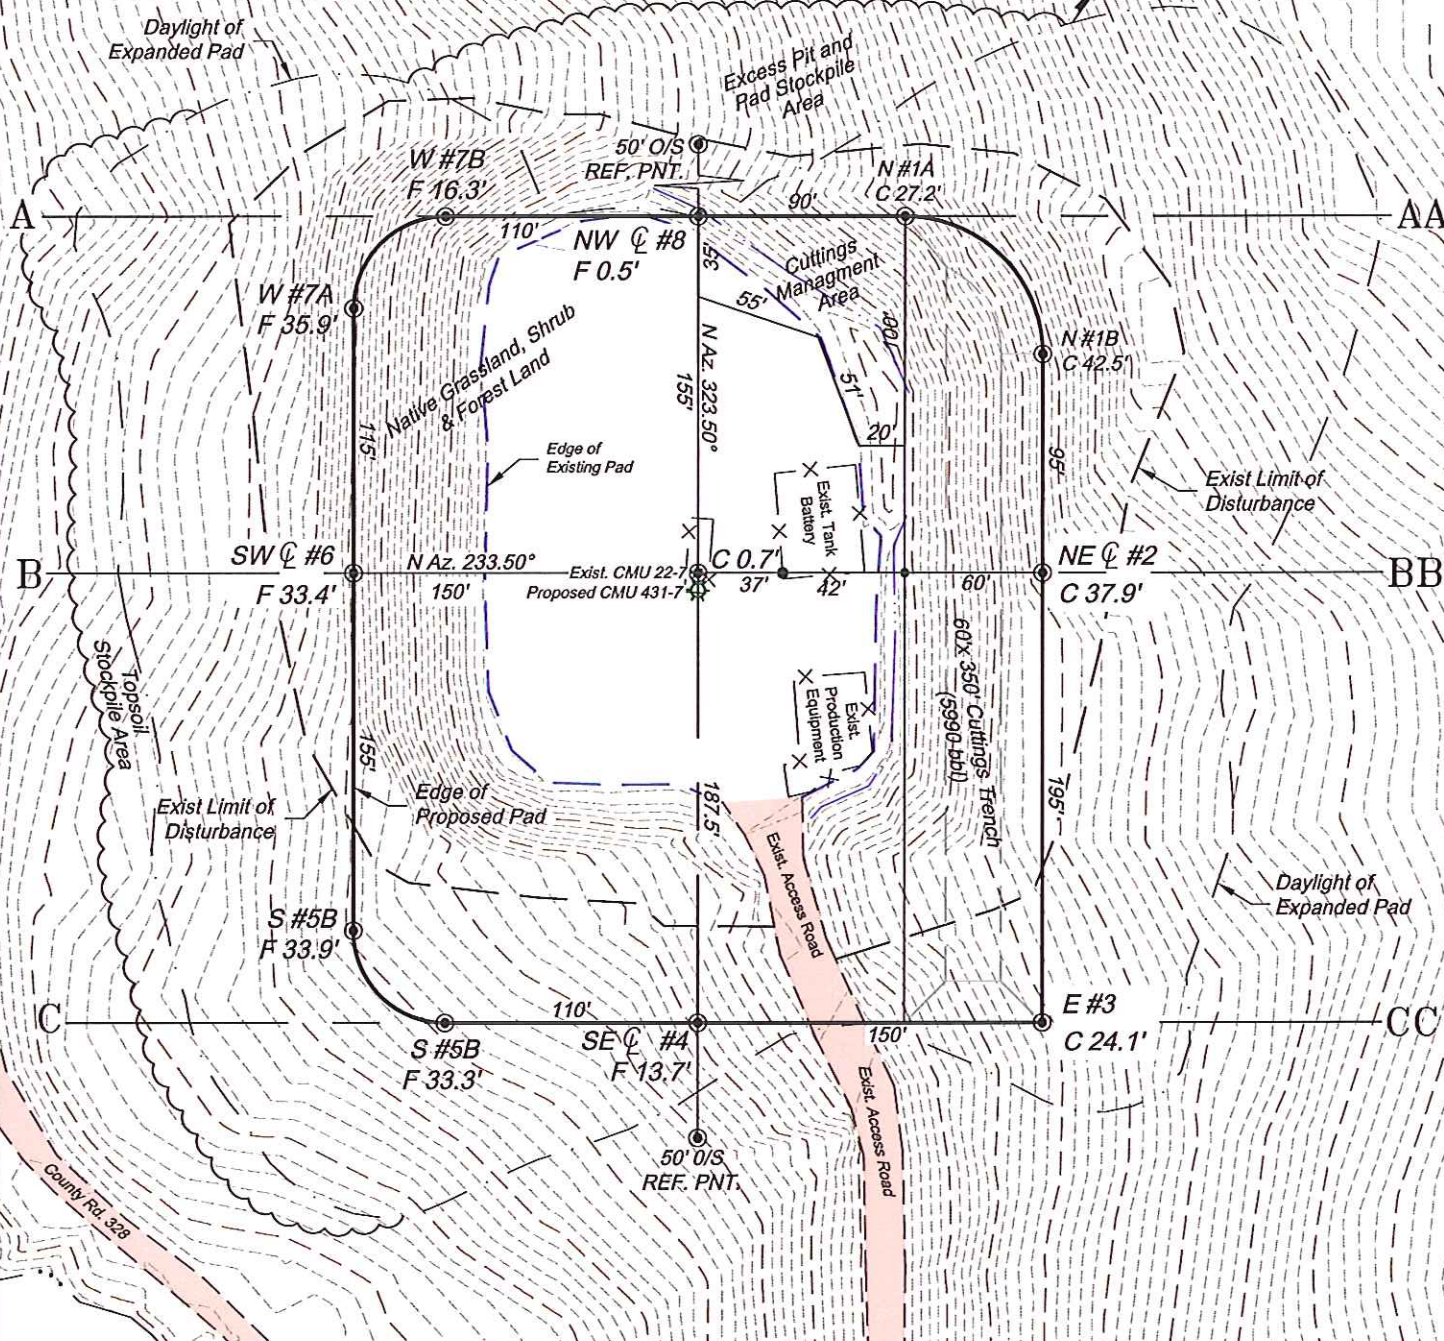 Daylight of
Expanded Pad
Excess Pit and
Pad Stockpile
Area
50' O/S
REF. PNT.
W #7B
F 16.3'
N #1A
C 27.2'
A
AA
110'
90'
NW ℄ #8
F 0.5'
35'
Cuttings
Managment
Area
W #7A
F 35.9'
55'
100'
N #1B
C 42.5'
Native Grassland, Shrub
& Forest Land
N Az. 323.50°
155'
51'
115'
20'
95'
Edge of
Existing Pad
Exist. Tank
Battery
Exist Limit of
Disturbance
SW ℄ #6
F 33.4'
N Az. 233.50°
150'
C 0.7'
Exist. CMU 22-7
Proposed CMU 431-7
37'
42'
60'
NE ℄ #2
C 37.9'
B
BB
60'x 350' Cuttings Trench
(5990 bbl)
Topsoil
Stockpile Area
Exist.
Production
Equipment
155'
Edge of
Proposed Pad
Exist Limit of
Disturbance
187.5'
195'
Exist. Access Road
Daylight of
Expanded Pad
S #5B
F 33.9'
E #3
C 24.1'
C
CC
110'
150'
S #5B
F 33.3'
SE ℄ #4
F 13.7'
Exist. Access Road
50' 0/S
REF. PNT.
County Rd. 328